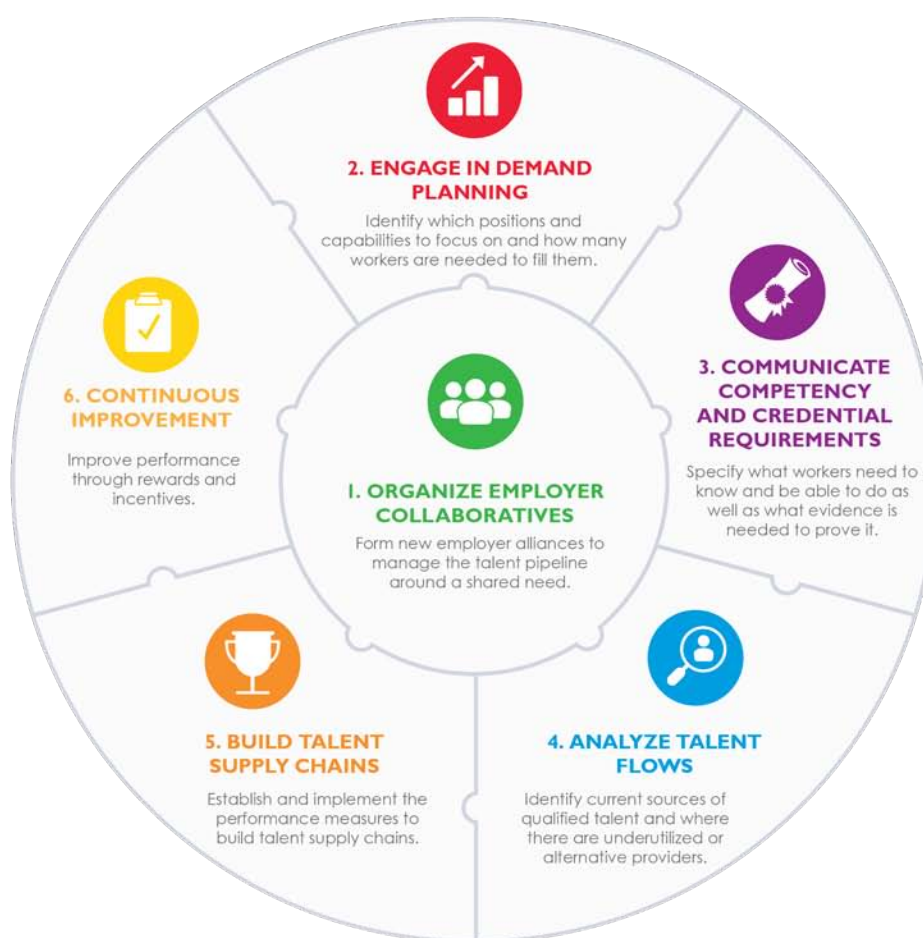 2. ENGAGE IN DEMAND
PLANNING
Identify which positions and
capabilities to focus on and how many
workers are needed to fill them.
3. COMMUNICATE
COMPETENCY
AND CREDENTIAL
REQUIREMENTS
Specify what workers need to
know and be able to do as
well as what evidence is
needed to prove it.
6. CONTINUOUS
IMPROVEMENT
Improve performance
through rewards and
incentives.
1. ORGANIZE EMPLOYER
COLLABORATIVES
Form new employer alliances to
manage the talent pipeline
around a shared need.
5. BUILD TALENT
SUPPLY CHAINS
Establish and implement the
performance measures to
build talent supply chains.
4. ANALYZE TALENT
FLOWS
Identify current sources of
qualified talent and where
there are underutilized or
alternative providers.